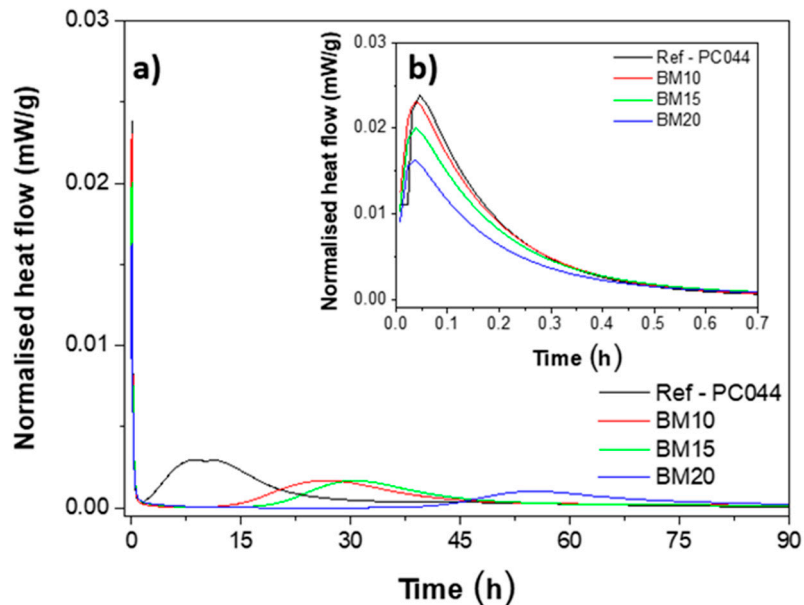 a)
Normalised heat flow (mW/g)
0.03
0.02
0.01
0.00
0
15
30
45
60
75
90
Time (h)
Ref - PC044
BM10
BM15
BM20
b)
Normalised heat flow (mW/g)
0.03
0.02
0.01
0.00
0.0
0.1
0.2
0.3
0.4
0.5
0.6
0.7
Time (h)
Ref - PC044
BM10
BM15
BM20